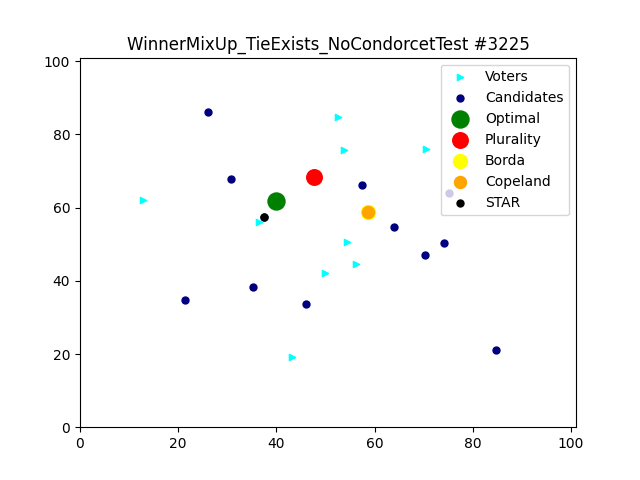 WinnerMixUp_TieExists_NoCondorcetTest #3225
100
80
60
40
20
0
0 20 40 60 80 100
Voters
Candidates
Optimal
Plurality
Borda
Copeland
STAR